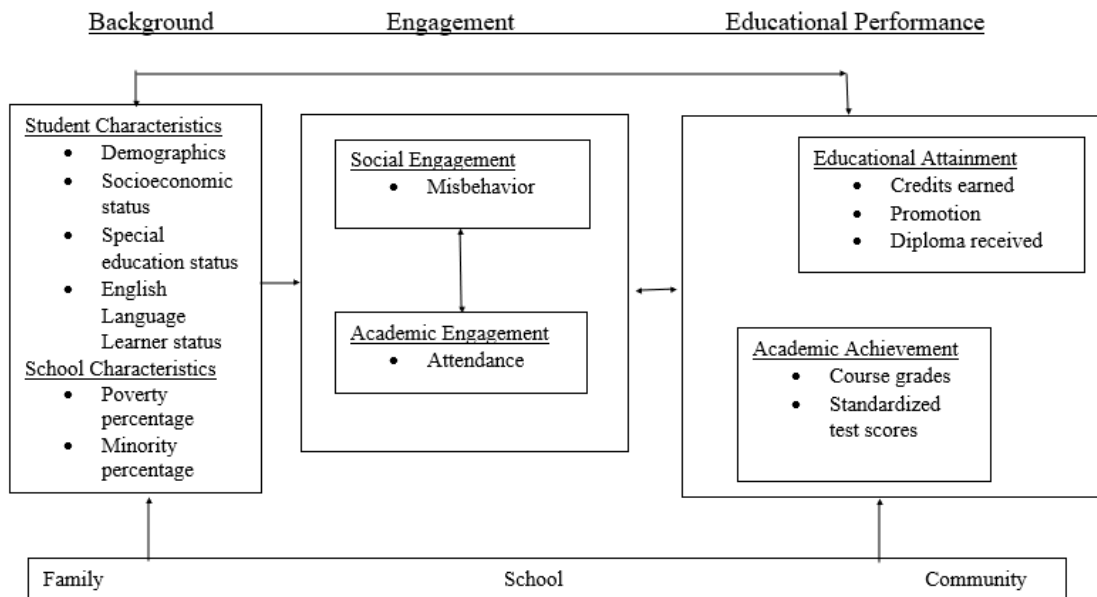 Background
Engagement
Educational Performance
Student Characteristics
• Demographics
• Socioeconomic
status
• Special
education status
• English
Language
Learner status
School Characteristics
• Poverty
percentage
• Minority
percentage
Social Engagement
• Misbehavior
Academic Engagement
• Attendance
Educational Attainment
• Credits earned
• Promotion
• Diploma received
Academic Achievement
• Course grades
• Standardized
test scores
Family
School
Community